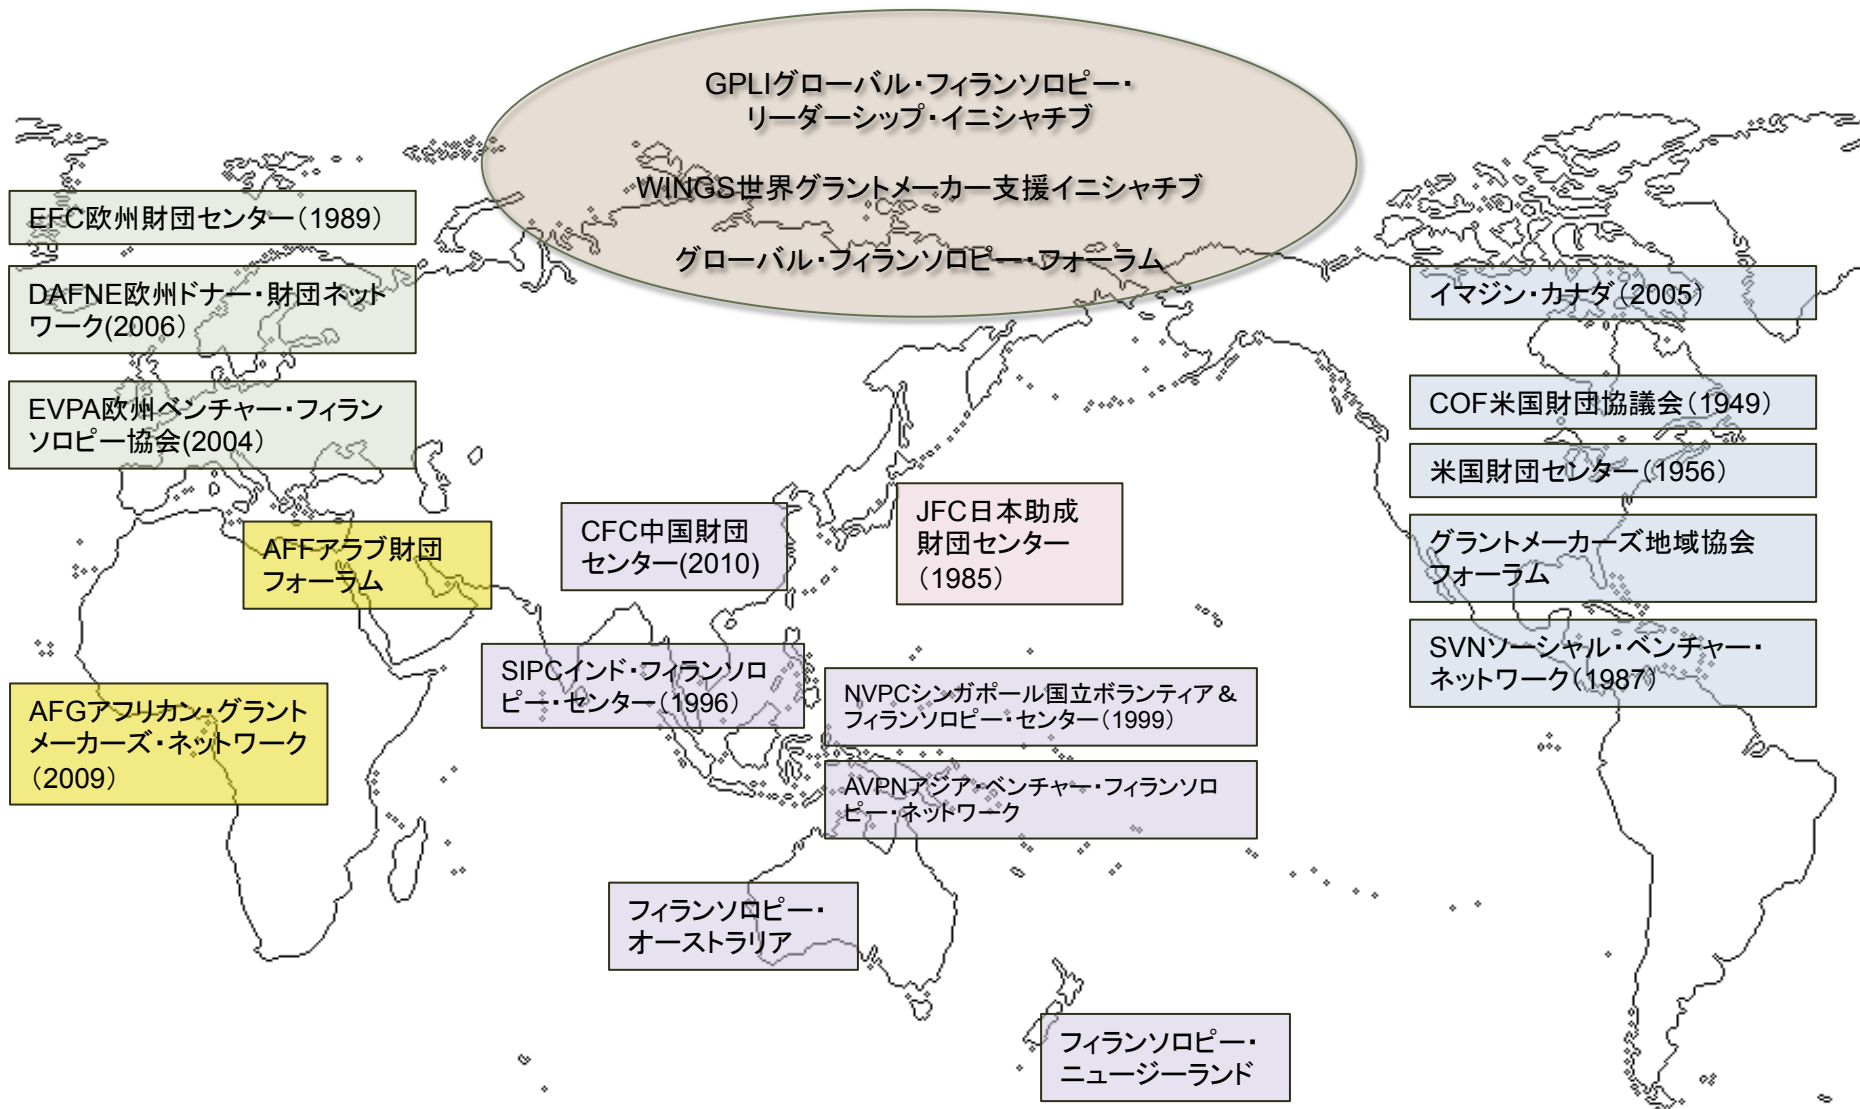 GPLIグローバル・フィランソロピー・
リーダーシップ・イニシャチブ
WINGS世界グラントメーカー支援イニシャチブ
グローバル・フィランソロピー・フォーラム
EFC欧州財団センター（1989）
DAFNE欧州ドナー・財団ネット
ワーク(2006）
EVPA欧州ベンチャー・フィラン
ソロピー協会(2004）
AFFアラブ財団
フォーラム
AFGアフリカン・グラント
メーカーズ・ネットワーク
（2009）
CFC中国財団
センター(2010)
JFC日本助成
財団センター
（1985）
SIPCインド・フィランソロ
ピー・センター（1996）
NVPCシンガポール国立ボランティア＆
フィランソロピー・センター（1999）
AVPNアジア・ベンチャー・フィランソロ
ピー・ネットワーク
フィランソロピー・
オーストラリア
フィランソロピー・
ニュージーランド
イマジン・カナダ（2005）
COF米国財団協議会（1949）
米国財団センター（1956）
グラントメーカーズ地域協会
フォーラム
SVNソーシャル・ベンチャー・
ネットワーク（1987）